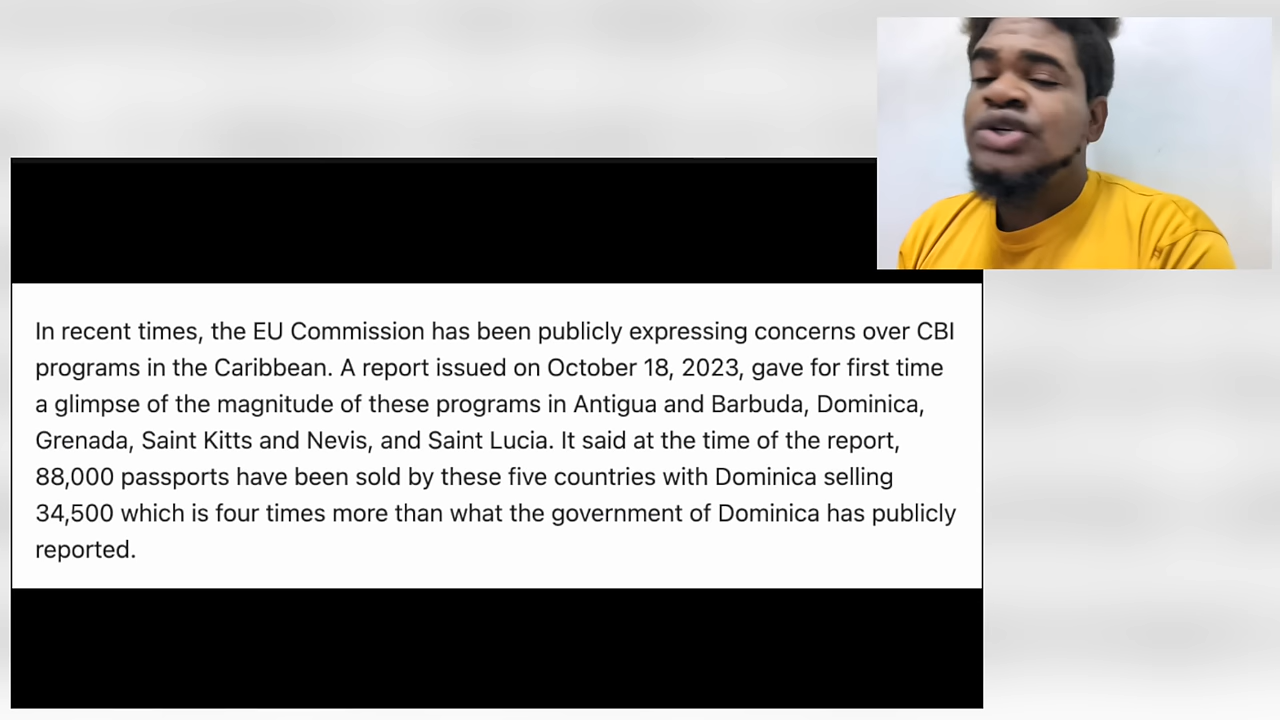 In recent times, the EU Commission has been publicly expressing concerns over CBI
programs in the Caribbean. A report issued on October 18, 2023, gave for first time
a glimpse of the magnitude of these programs in Antigua and Barbuda, Dominica,
Grenada, Saint Kitts and Nevis, and Saint Lucia. It said at the time of the report,
88,000 passports have been sold by these five countries with Dominica selling
34,500 which is four times more than what the government of Dominica has publicly
reported.